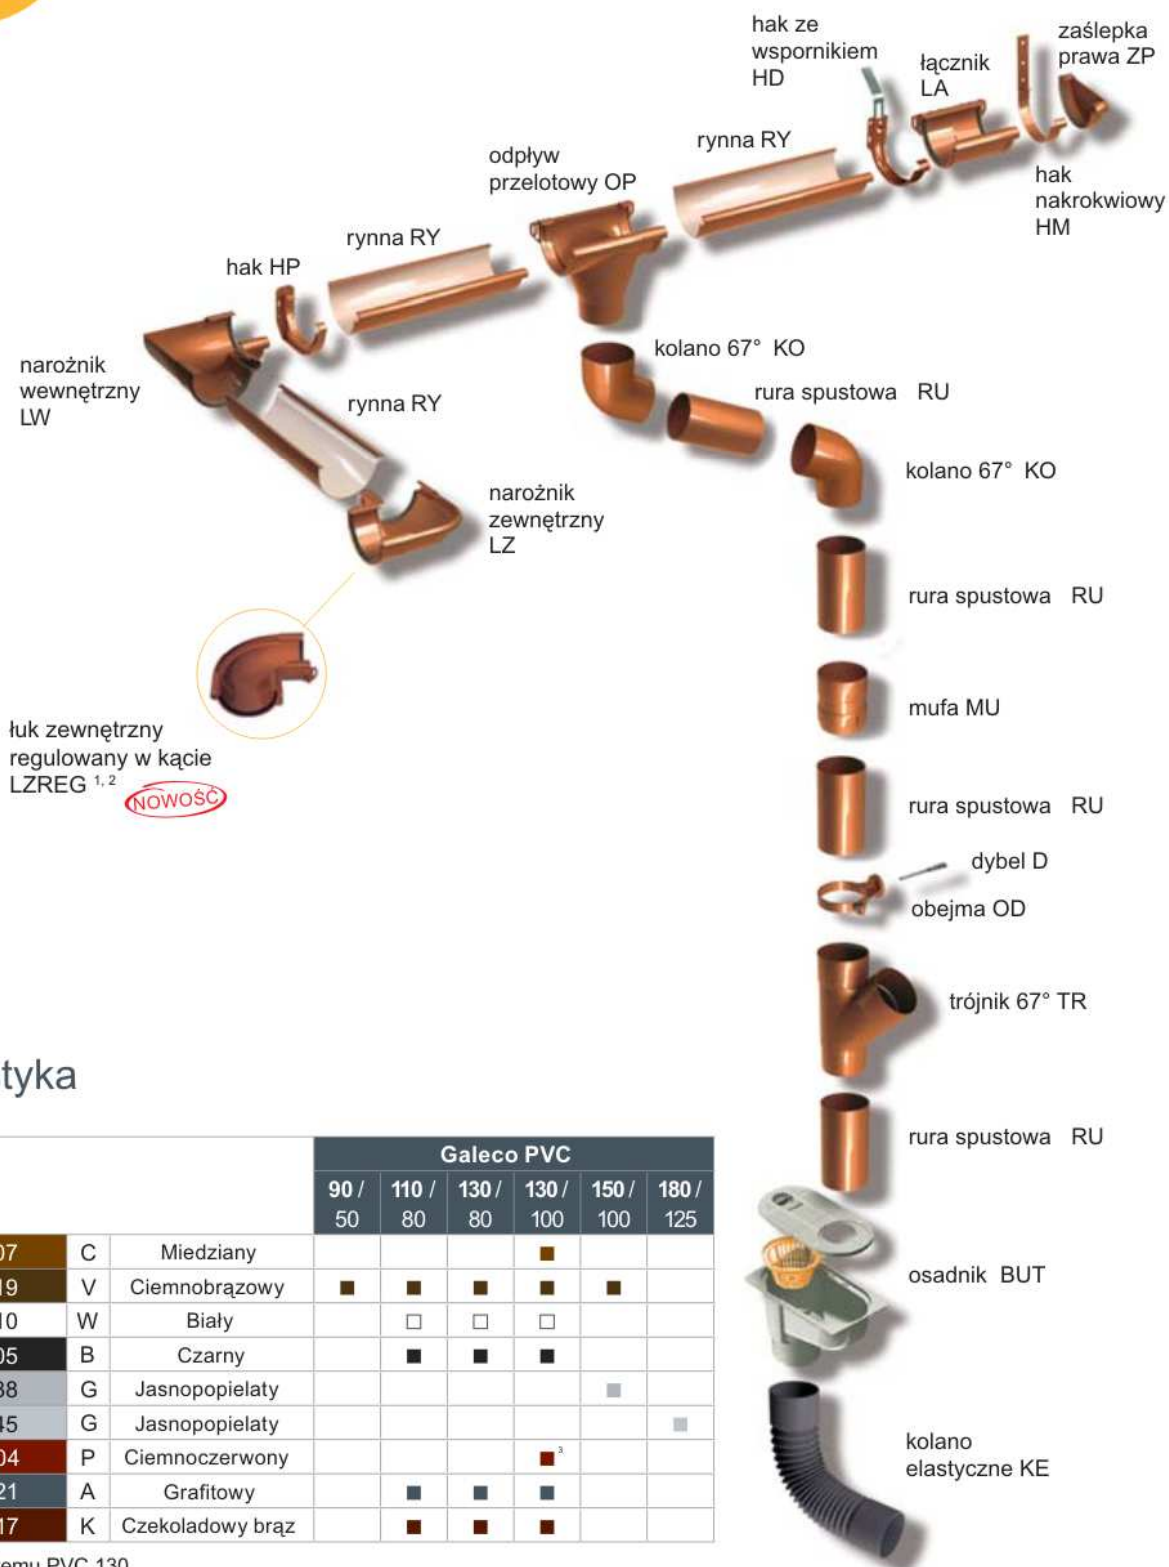 hak ze
wspornikiem
HD
łącznik
LA
zaślepka
prawa ZP
rynna RY
odpływ
przelotowy OP
hak
nakrokwiowy
HM
rynna RY
hak HP
narożnik
wewnętrzny
LW
kolano 67° KO
rura spustowa RU
rynna RY
kolano 67° KO
narożnik
zewnętrzny
LZ
rura spustowa RU
łuk zewnętrzny
regulowany w kącie
LZREG 1, 2
NOWOŚĆ
mufa MU
rura spustowa RU
dybel D
obejma OD
trójnik 67° TR
rura spustowa RU
osadnik BUT
kolano
elastyczne KE
tyka
Galeco PVC
90 / 110 / 130 / 130 / 150 / 180 /
50 80 80 100 100 125
07 C Miedziany ■
19 V Ciemnobrązowy ■ ■ ■ ■ ■
10 W Biały □ □ □
05 B Czarny ■ ■ ■
38 G Jasnopopielaty ■
45 G Jasnopopielaty ■
04 P Ciemnoczerwony ■ 3
21 A Grafitowy ■ ■ ■
17 K Czekoladowy brąz ■ ■ ■
PVC 130